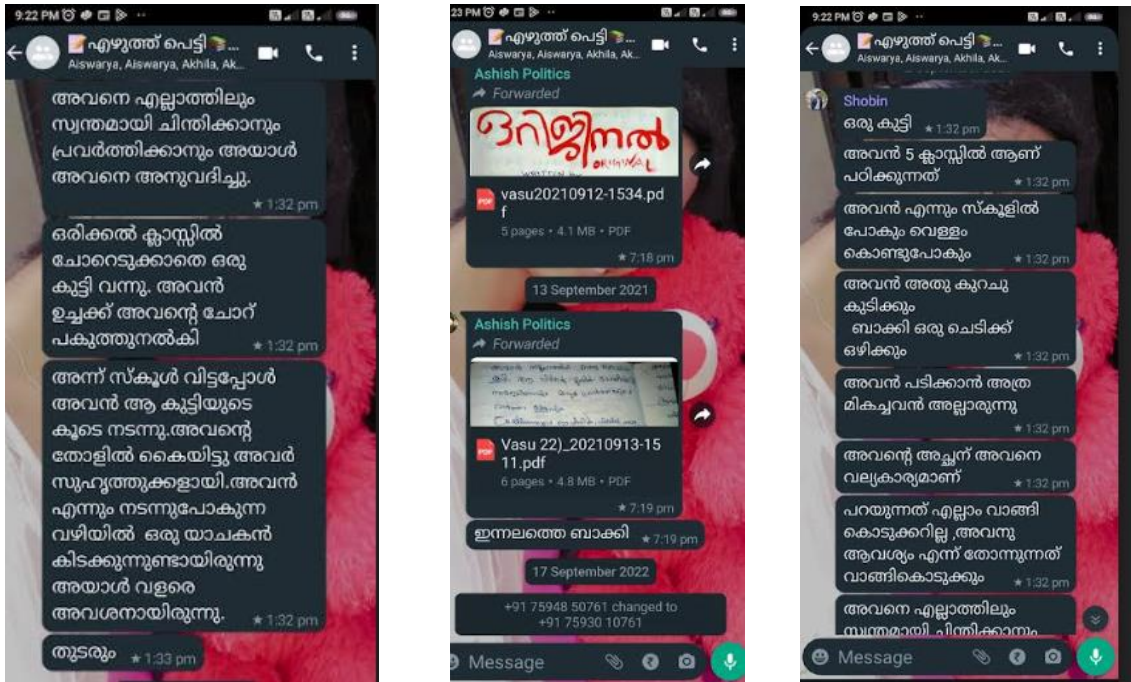 9:22 PM
📝എഴുത്ത് പെട്ടി📚...
Aiswarya, Aiswarya, Akhila, Ak...
അവനെ എല്ലാത്തിലും
സ്വന്തമായി ചിന്തിക്കാനും
പ്രവർത്തിക്കാനും അയാൾ
അവനെ അനുവദിച്ചു.
★ 1:32 pm
ഒരിക്കൽ ക്ലാസ്സിൽ
ചോറെടുക്കാതെ ഒരു
കുട്ടി വന്നു. അവൻ
ഉച്ചക്ക് അവന്റെ ചോറ്
പകുത്തുനൽകി
★ 1:32 pm
അന്ന് സ്കൂൾ വിട്ടപ്പോൾ
അവൻ ആ കുട്ടിയുടെ
കൂടെ നടന്നു.അവന്റെ
തോളിൽ കൈയിട്ടു അവർ
സുഹൃത്തുക്കളായി.അവൻ
എന്നും നടന്നുപോകുന്ന
വഴിയിൽ ഒരു യാചകൻ
കിടക്കുന്നുണ്ടായിരുന്നു
അയാൾ വളരെ
അവശനായിരുന്നു.
★ 1:32 pm
തുടരും ★ 1:33 pm
23 PM
📝എഴുത്ത് പെട്ടി📚...
Aiswarya, Aiswarya, Akhila, Ak...
Ashish Politics
Forwarded
ഒറിജിനൽ
ORIGINAL
WRITTEN
vasu20210912-1534.pd
f
5 pages • 4.1 MB • PDF
★ 7:18 pm
13 September 2021
Ashish Politics
Forwarded
Vasu 22)_20210913-15
11.pdf
6 pages • 4.8 MB • PDF
★ 7:19 pm
ഇന്നലത്തെ ബാക്കി ★ 7:19 pm
17 September 2022
+91 75948 50761 changed to
+91 75930 10761
Message
9:22 PM
📝എഴുത്ത് പെട്ടി📚...
Aiswarya, Aiswarya, Akhila, Ak...
Shobin
ഒരു കുട്ടി ★ 1:32 pm
അവൻ 5 ക്ലാസ്സിൽ ആണ്
പഠിക്കുന്നത് ★ 1:32 pm
അവൻ എന്നും സ്കൂളിൽ
പോകും വെള്ളം
കൊണ്ടുപോകും ★ 1:32 pm
അവൻ അതു കുറചു
കുടിക്കും
ബാക്കി ഒരു ചെടിക്ക്
ഒഴിക്കും ★ 1:32 pm
അവൻ പടിക്കാൻ അത്ര
മികച്ചവൻ അല്ലാരുന്നു
★ 1:32 pm
അവന്റെ അച്ഛന് അവനെ
വല്യകാര്യമാണ് ★ 1:32 pm
പറയുന്നത് എല്ലാം വാങ്ങി
കൊടുക്കറില്ല ,അവനു
ആവശ്യം എന്ന് തോന്നുന്നത്
വാങ്ങികൊടുക്കും ★ 1:32 pm
അവനെ എല്ലാത്തിലും
സ്വന്തമായി ചിന്തിക്കാനും
Message